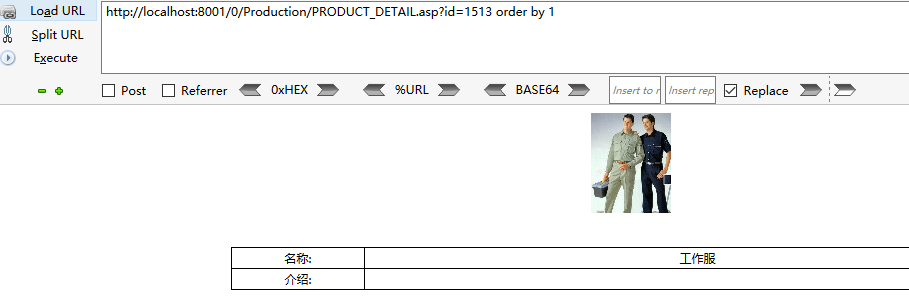 Load URL
http://localhost:8001/0/Production/PRODUCT_DETAIL.asp?id=1513 order by 1
Split URL
Execute
Post Referrer 0xHEX %URL BASE64 Insert to r Insert rep Replace
名称: 工作服
介绍: